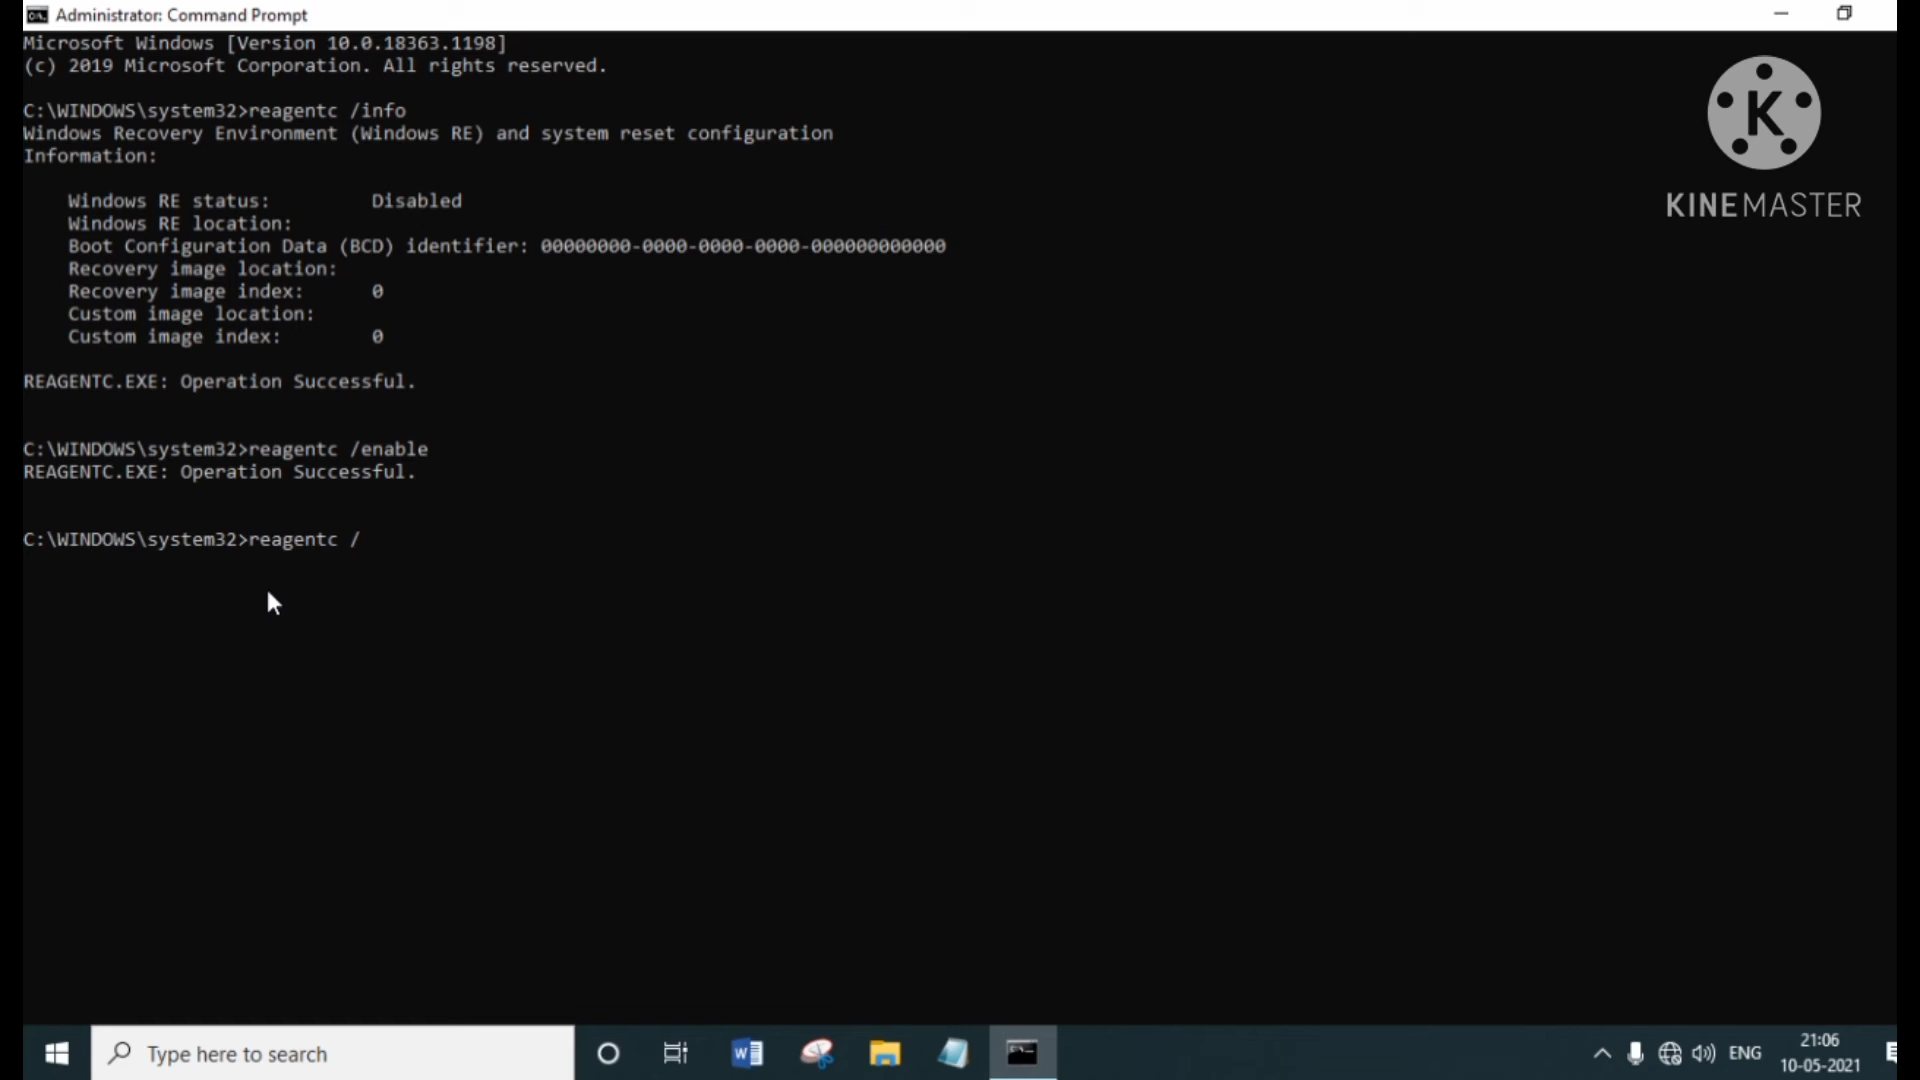 Administrator: Command Prompt
Microsoft Windows [Version 10.0.18363.1198]
(c) 2019 Microsoft Corporation. All rights reserved.
C:\WINDOWS\system32>reagentc /info
Windows Recovery Environment (Windows RE) and system reset configuration
Information:
Windows RE status: Disabled
Windows RE location:
Boot Configuration Data (BCD) identifier: 00000000-0000-0000-0000-000000000000
Recovery image location:
Recovery image index: 0
Custom image location:
Custom image index: 0
REAGENTC.EXE: Operation Successful.
C:\WINDOWS\system32>reagentc /enable
REAGENTC.EXE: Operation Successful.
C:\WINDOWS\system32>reagentc /
K
KINEMASTER
Type here to search
W
ENG
21:06
10-05-2021